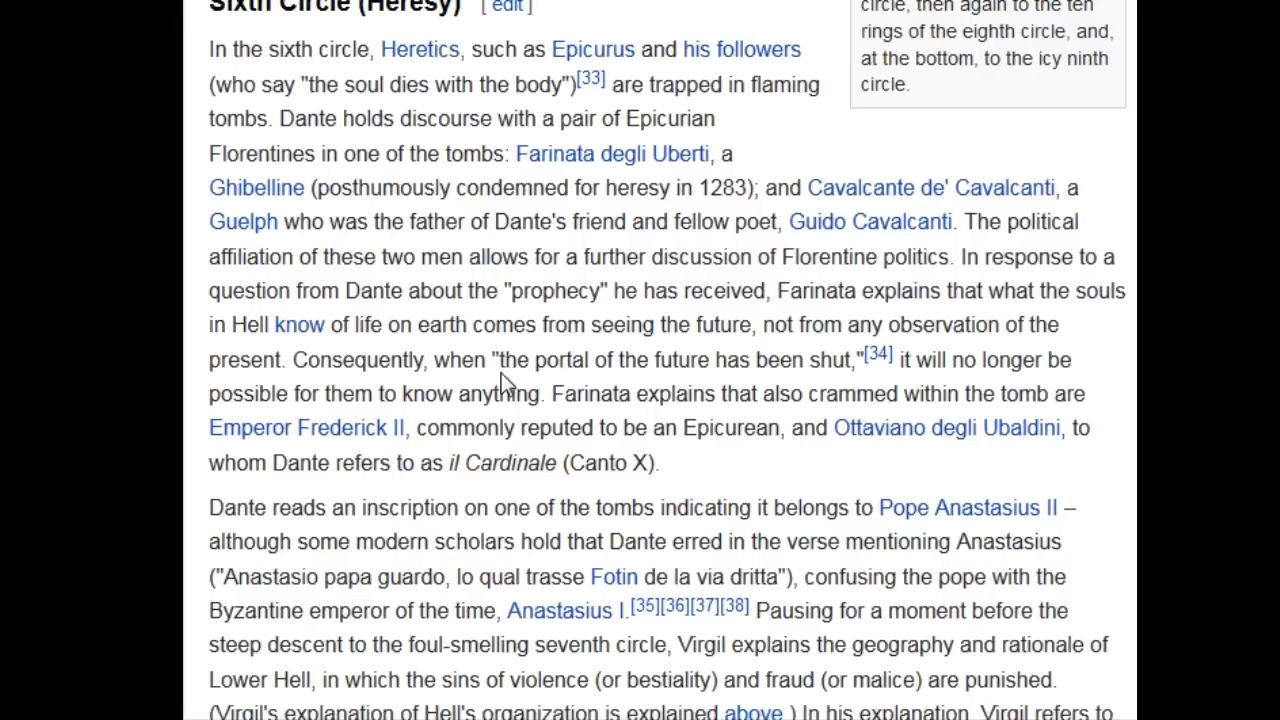 Sixth Circle (Heresy) [ edit ]
In the sixth circle, Heretics, such as Epicurus and his followers
(who say "the soul dies with the body")[33] are trapped in flaming
tombs. Dante holds discourse with a pair of Epicurian
Florentines in one of the tombs: Farinata degli Uberti, a
Ghibelline (posthumously condemned for heresy in 1283); and Cavalcante de' Cavalcanti, a
Guelph who was the father of Dante's friend and fellow poet, Guido Cavalcanti. The political
affiliation of these two men allows for a further discussion of Florentine politics. In response to a
question from Dante about the "prophecy" he has received, Farinata explains that what the souls
in Hell know of life on earth comes from seeing the future, not from any observation of the
present. Consequently, when "the portal of the future has been shut,"[34] it will no longer be
possible for them to know anything. Farinata explains that also crammed within the tomb are
Emperor Frederick II, commonly reputed to be an Epicurean, and Ottaviano degli Ubaldini, to
whom Dante refers to as il Cardinale (Canto X).
Dante reads an inscription on one of the tombs indicating it belongs to Pope Anastasius II –
although some modern scholars hold that Dante erred in the verse mentioning Anastasius
("Anastasio papa guardo, lo qual trasse Fotin de la via dritta"), confusing the pope with the
Byzantine emperor of the time, Anastasius I.[35][36][37][38] Pausing for a moment before the
steep descent to the foul-smelling seventh circle, Virgil explains the geography and rationale of
Lower Hell, in which the sins of violence (or bestiality) and fraud (or malice) are punished.
(Virgil's explanation of Hell's organization is explained above.) In his explanation, Virgil refers to
circle, then again to the ten
rings of the eighth circle, and,
at the bottom, to the icy ninth
circle.